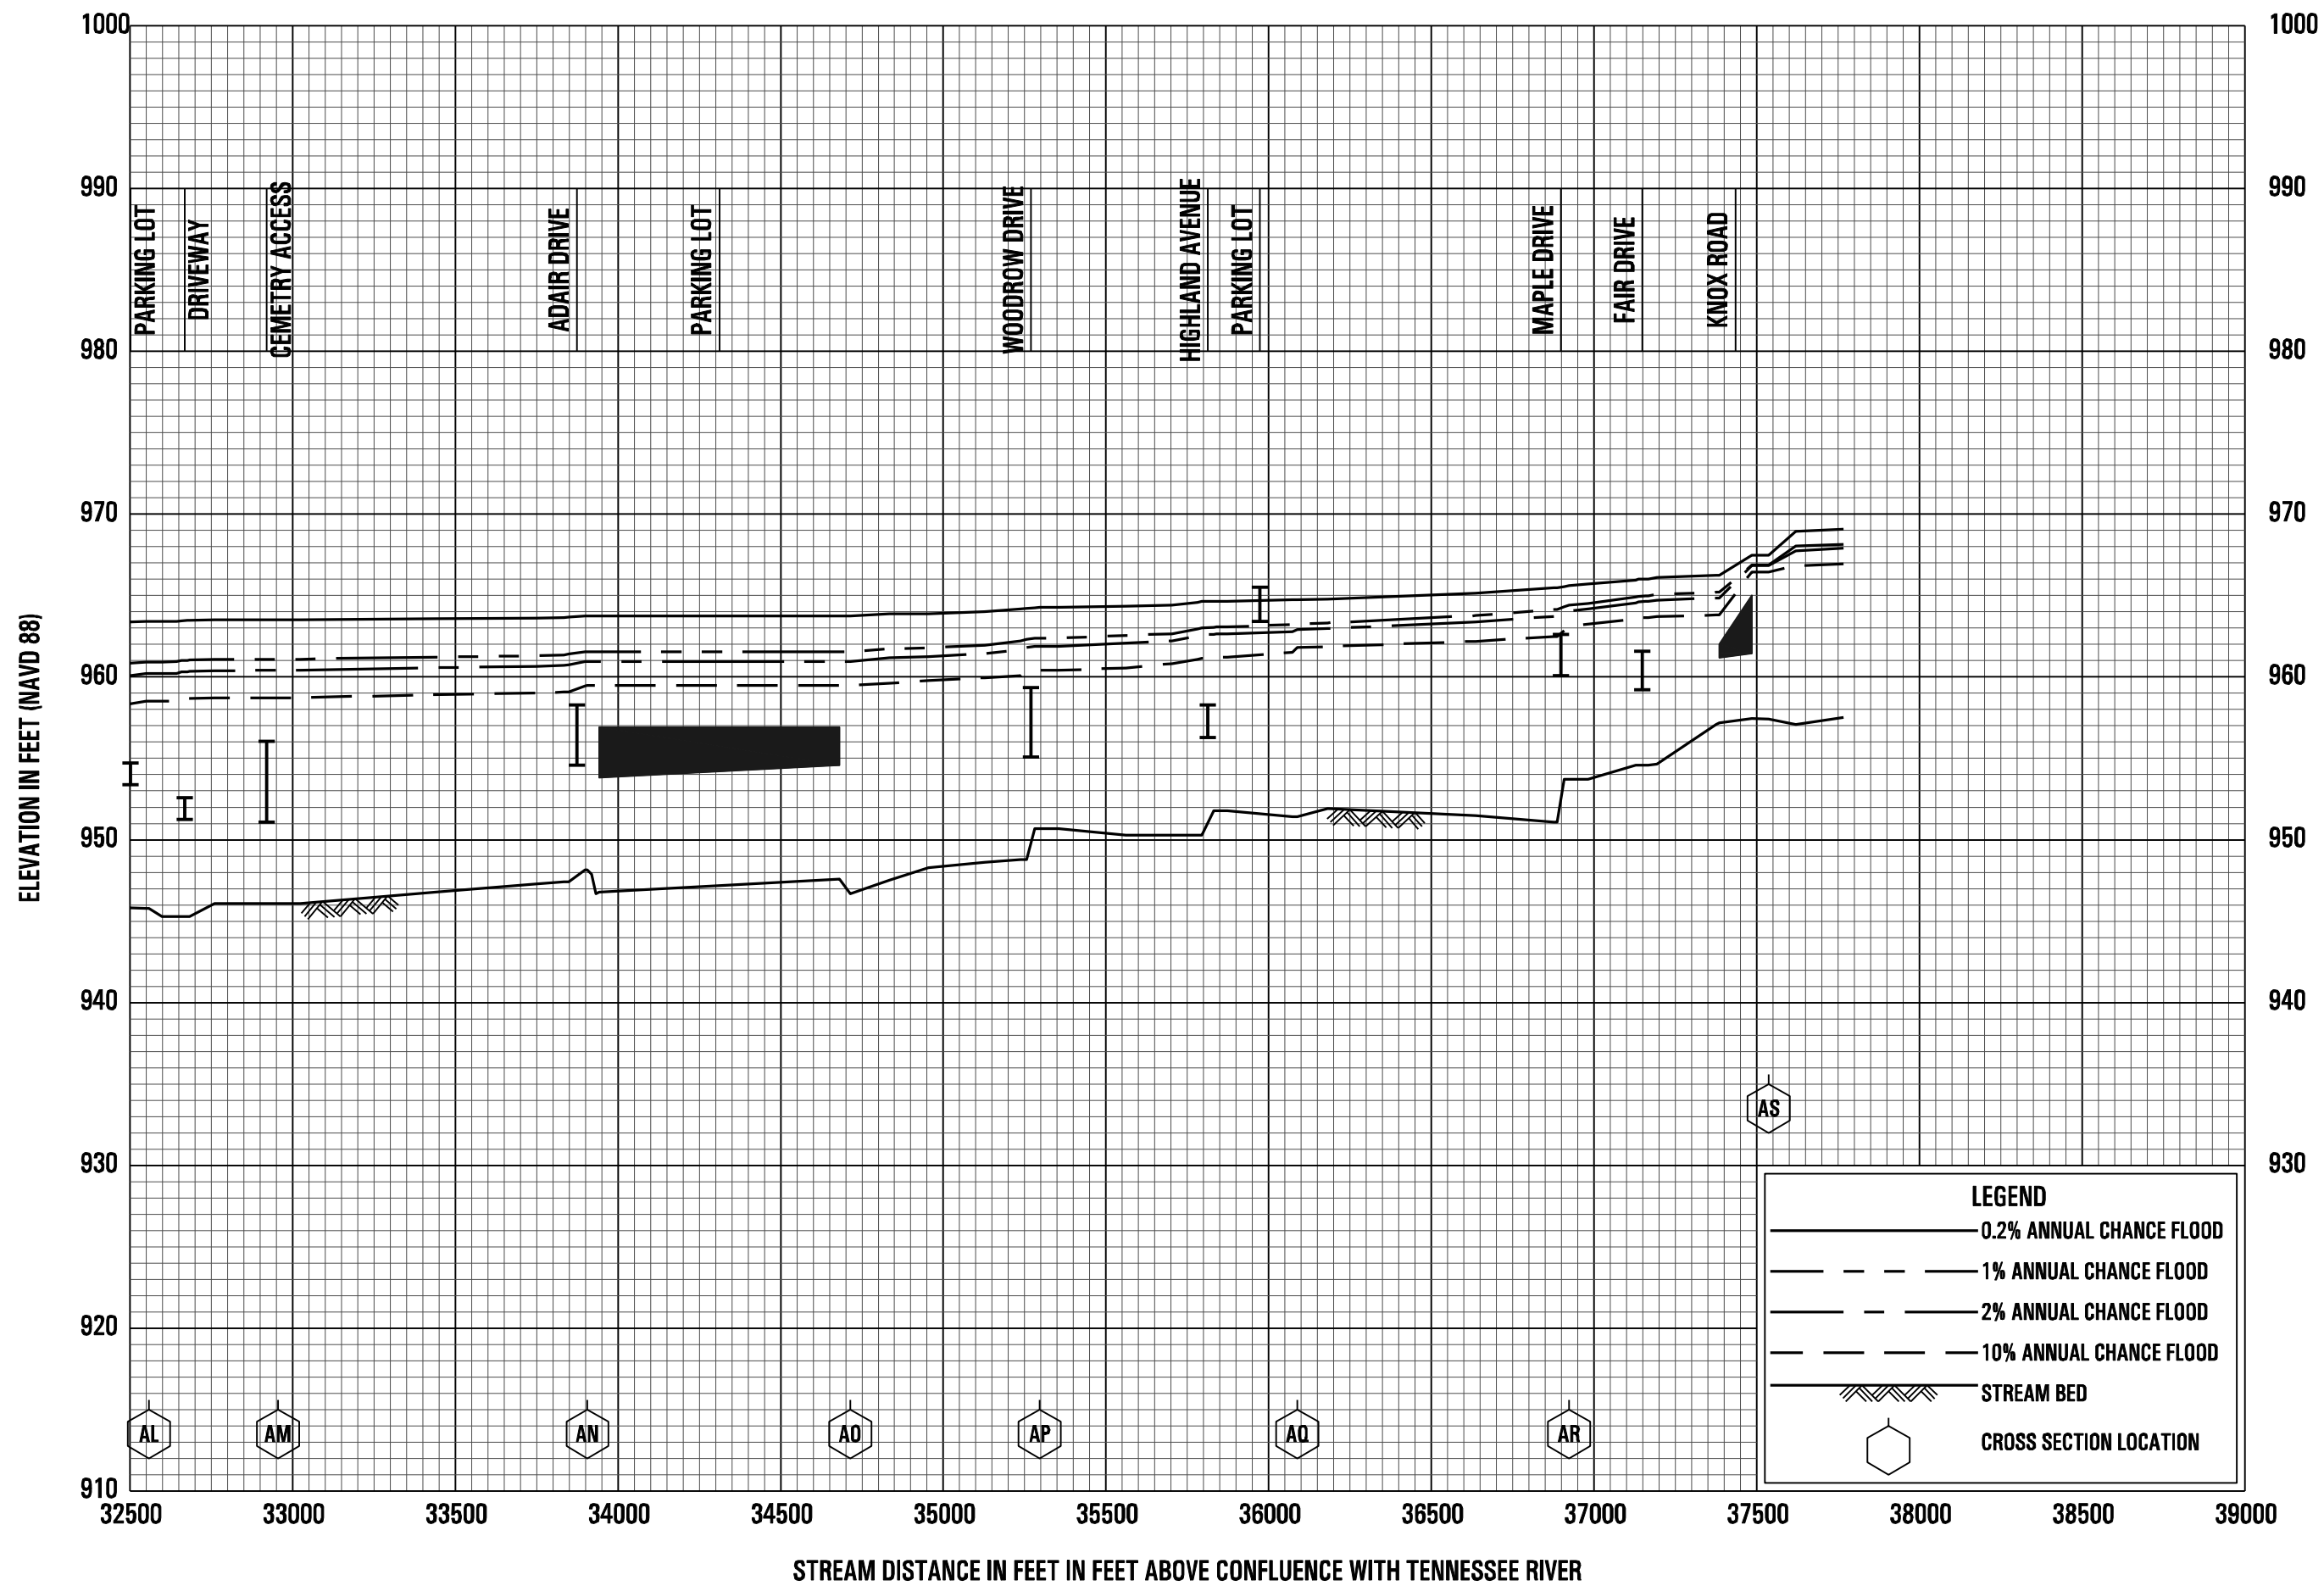 1000
1000
990
990
PARKING LOT
DRIVEWAY
CEMETRY ACCESS
ADAIR DRIVE
PARKING LOT
WOODROW DRIVE
HIGHLAND AVENUE
PARKING LOT
MAPLE DRIVE
FAIR DRIVE
KNOX ROAD
980
980
970
970
960
960
ELEVATION IN FEET (NAVD 88)
950
950
940
940
AS
930
930
LEGEND
0.2% ANNUAL CHANCE FLOOD
1% ANNUAL CHANCE FLOOD
2% ANNUAL CHANCE FLOOD
10% ANNUAL CHANCE FLOOD
STREAM BED
CROSS SECTION LOCATION
920
AL
AM
AN
AO
AP
AQ
AR
910
32500
33000
33500
34000
34500
35000
35500
36000
36500
37000
37500
38000
38500
39000
STREAM DISTANCE IN FEET IN FEET ABOVE CONFLUENCE WITH TENNESSEE RIVER